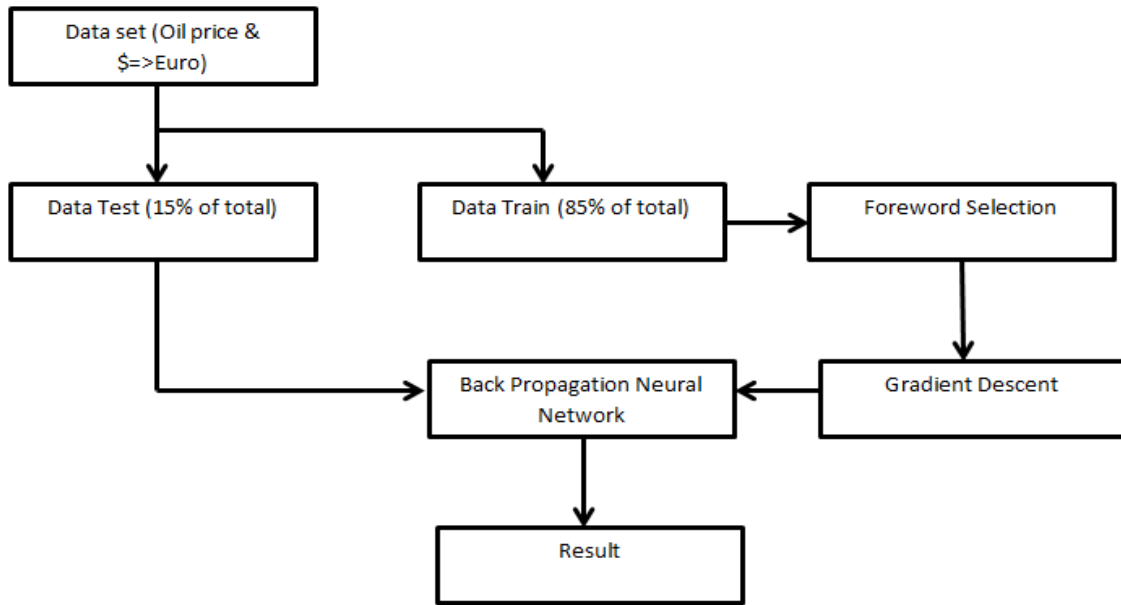 Data set (Oil price &
$=>Euro)
Data Test (15% of total)
Data Train (85% of total)
Foreword Selection
Back Propagation Neural
Network
Gradient Descent
Result